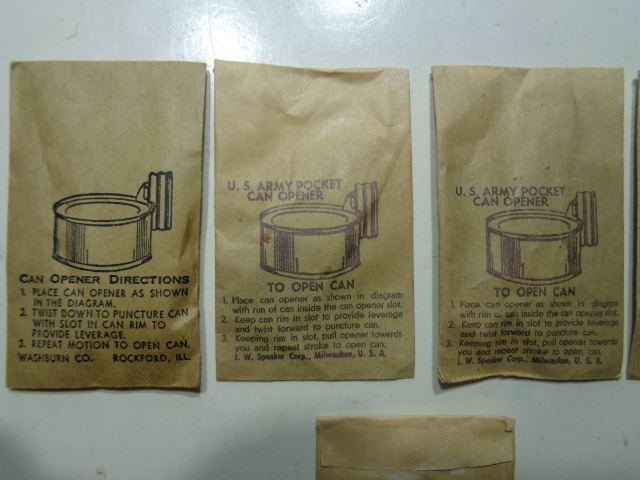 CAN OPENER DIRECTIONS
1. PLACE CAN OPENER AS SHOWN
IN THE DIAGRAM.
2. TWIST DOWN TO PUNCTURE CAN
WITH SLOT IN CAN RIM TO
PROVIDE LEVERAGE.
3. REPEAT MOTION TO OPEN CAN.
WASHBURN CO. ROCKFORD, ILL.
U. S. ARMY POCKET
CAN OPENER
TO OPEN CAN
1. Place can opener as shown in diagram
with rim of can inside the can opener slot.
2. Keep can rim in slot to provide leverage
and twist forward to puncture can.
3. Keeping rim in slot, pull opener towards
you and repeat stroke to open can.
J. W. Speaker Corp., Milwaukee, U. S. A.
U. S. ARMY POCKET
CAN OPENER
TO OPEN CAN
1. Place can opener as shown in diagram
with rim of can inside the can opener slot.
2. Keep can rim in slot to provide leverage
and twist forward to puncture can.
3. Keeping rim in slot, pull opener towards
you and repeat stroke to open can.
J. W. Speaker Corp., Milwaukee, U. S. A.